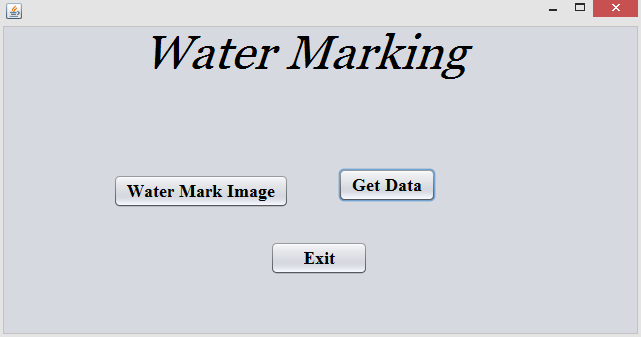 Water Marking
Water Mark Image
Get Data
Exit